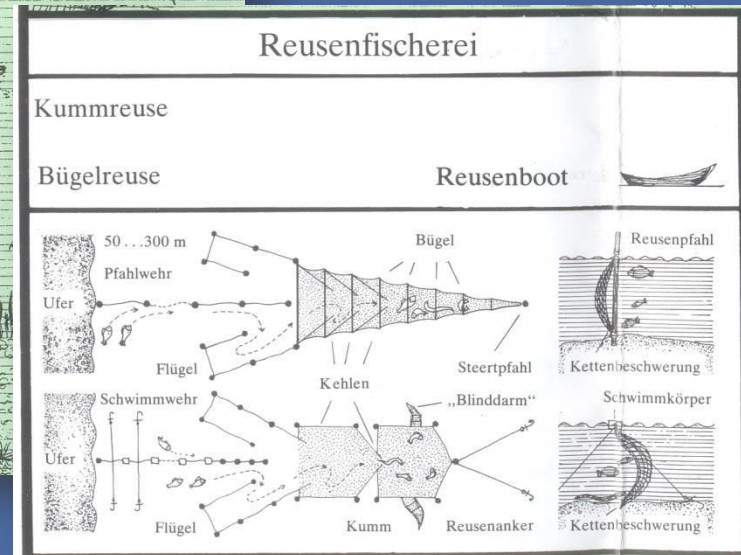 Reusenfischerei
Kummreuse
Bügelreuse
Reusenboot
50...300 m
Pfahlwehr
Bügel
Reusenpfahl
Ufer
Flügel
Kehlen
Steertpfahl
Kettenbeschwerung
Schwimmwehr
„Blinddarm“
Schwimmkörper
Ufer
Flügel
Kumm
Reusenanker
Kettenbeschwerung